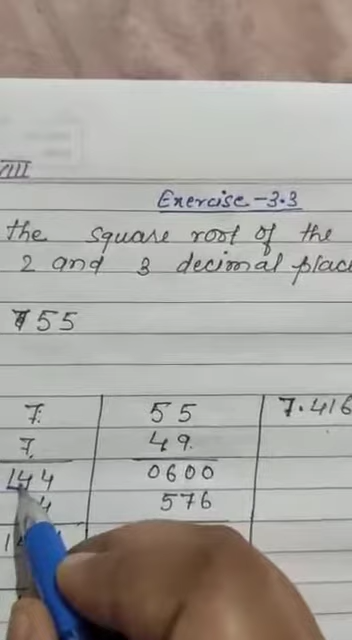 VIII
Exercise - 3.3
the square root of the
2 and 3 decimal plac
55
7. 55 7.416
7. 49.
144 0600
4 576